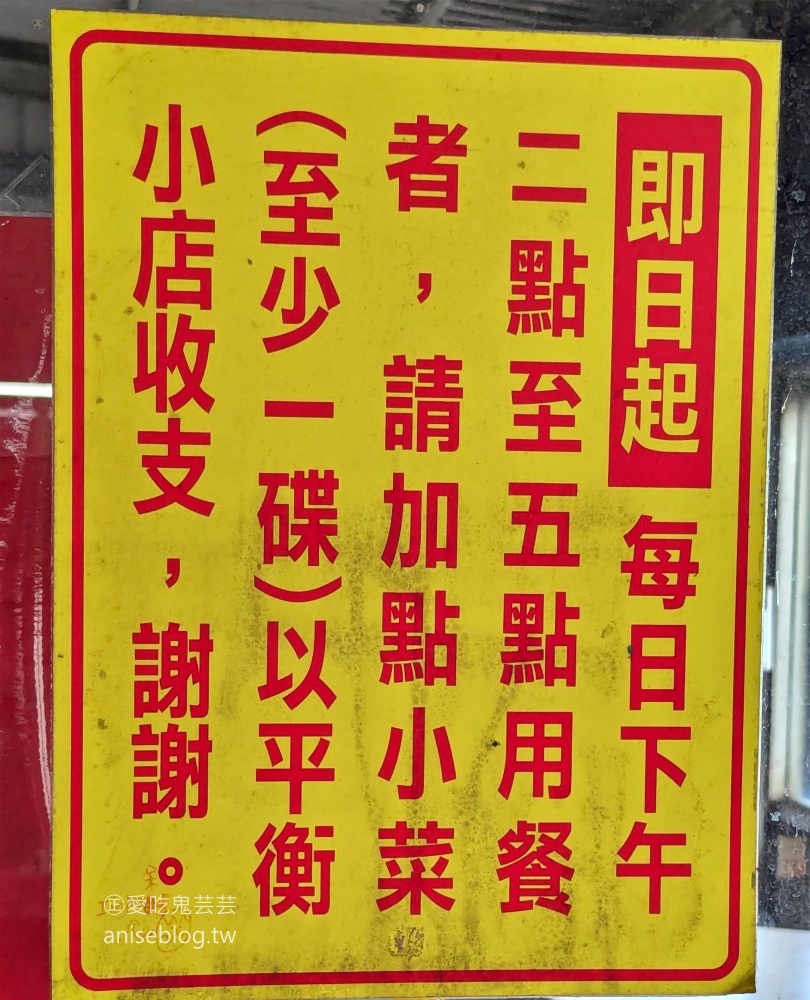 即日起每日下午
二點至五點用餐
者，請加點小菜
（至少一碟）以平衡
小店收支，謝謝。
㊣愛吃鬼芸芸
aniseblog.tw